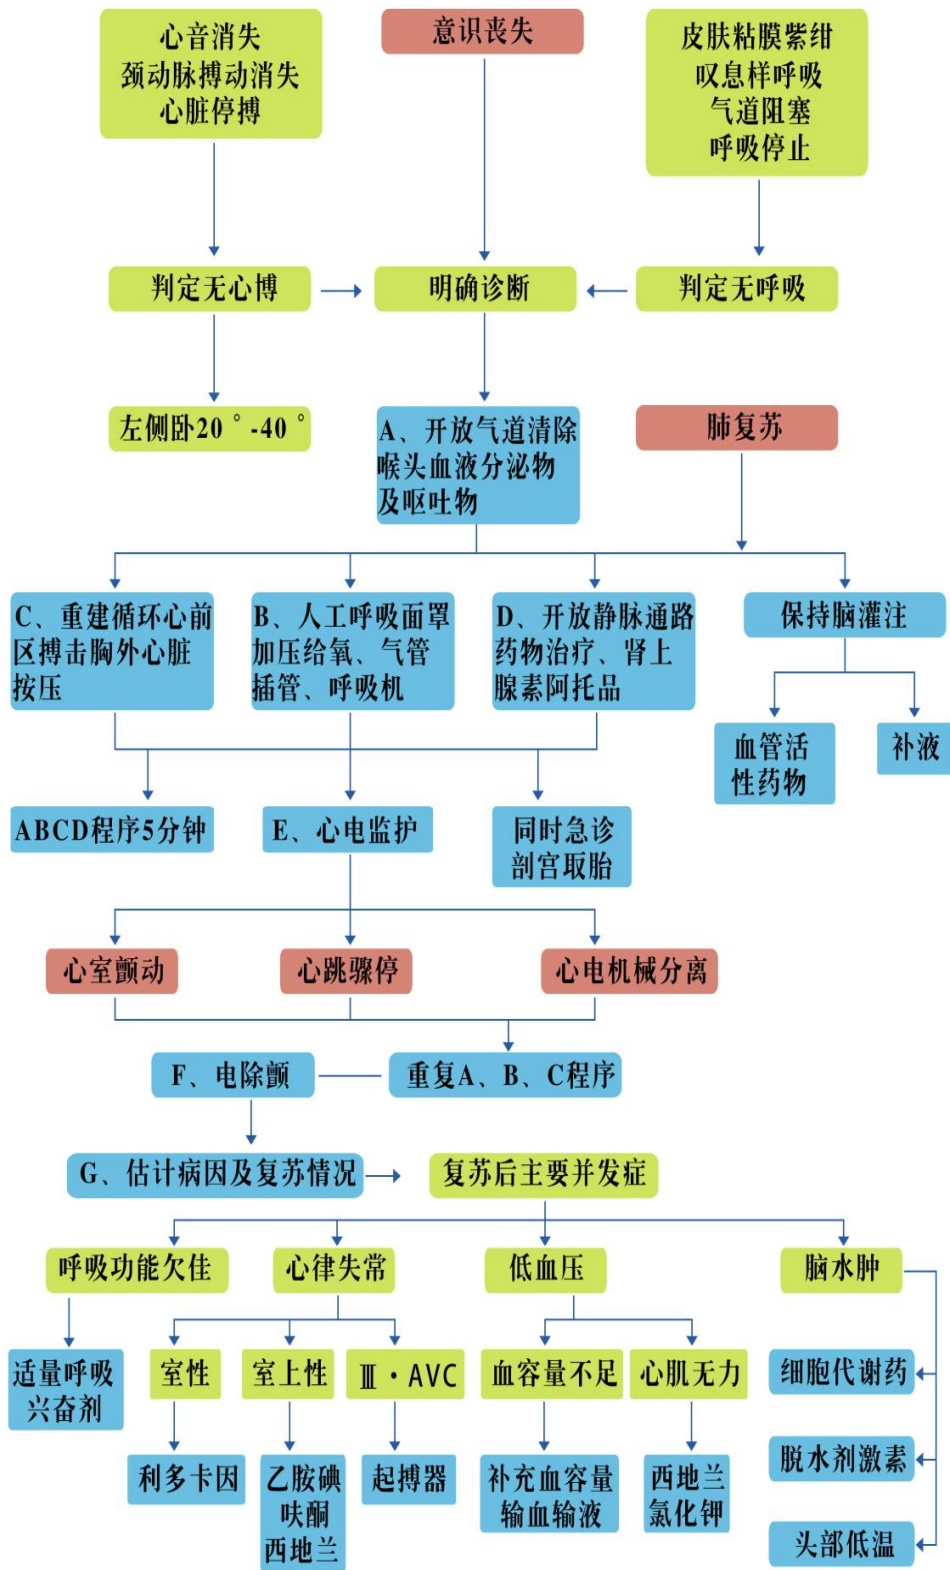 心音消失
颈动脉搏动消失
心脏停搏
意识丧失
皮肤粘膜紫绀
叹息样呼吸
气道阻塞
呼吸停止
判定无心博
明确诊断
判定无呼吸
左侧卧20°-40°
A、开放气道清除
喉头血液分泌物
及呕吐物
肺复苏
C、重建循环心前
区搏击胸外心脏
按压
B、人工呼吸面罩
加压给氧、气管
插管、呼吸机
D、开放静脉通路
药物治疗、肾上
腺素阿托品
保持脑灌注
血管活
性药物
补液
ABCD程序5分钟
E、心电监护
同时急诊
剖宫取胎
心室颤动
心跳骤停
心电机械分离
F、电除颤
重复A、B、C程序
G、估计病因及复苏情况
复苏后主要并发症
呼吸功能欠佳
心律失常
低血压
脑水肿
适量呼吸
兴奋剂
室性
室上性
Ⅲ·AVC
血容量不足
心肌无力
细胞代谢药
利多卡因
乙胺碘
呋酮
西地兰
起搏器
补充血容量
输血输液
西地兰
氯化钾
脱水剂激素
头部低温